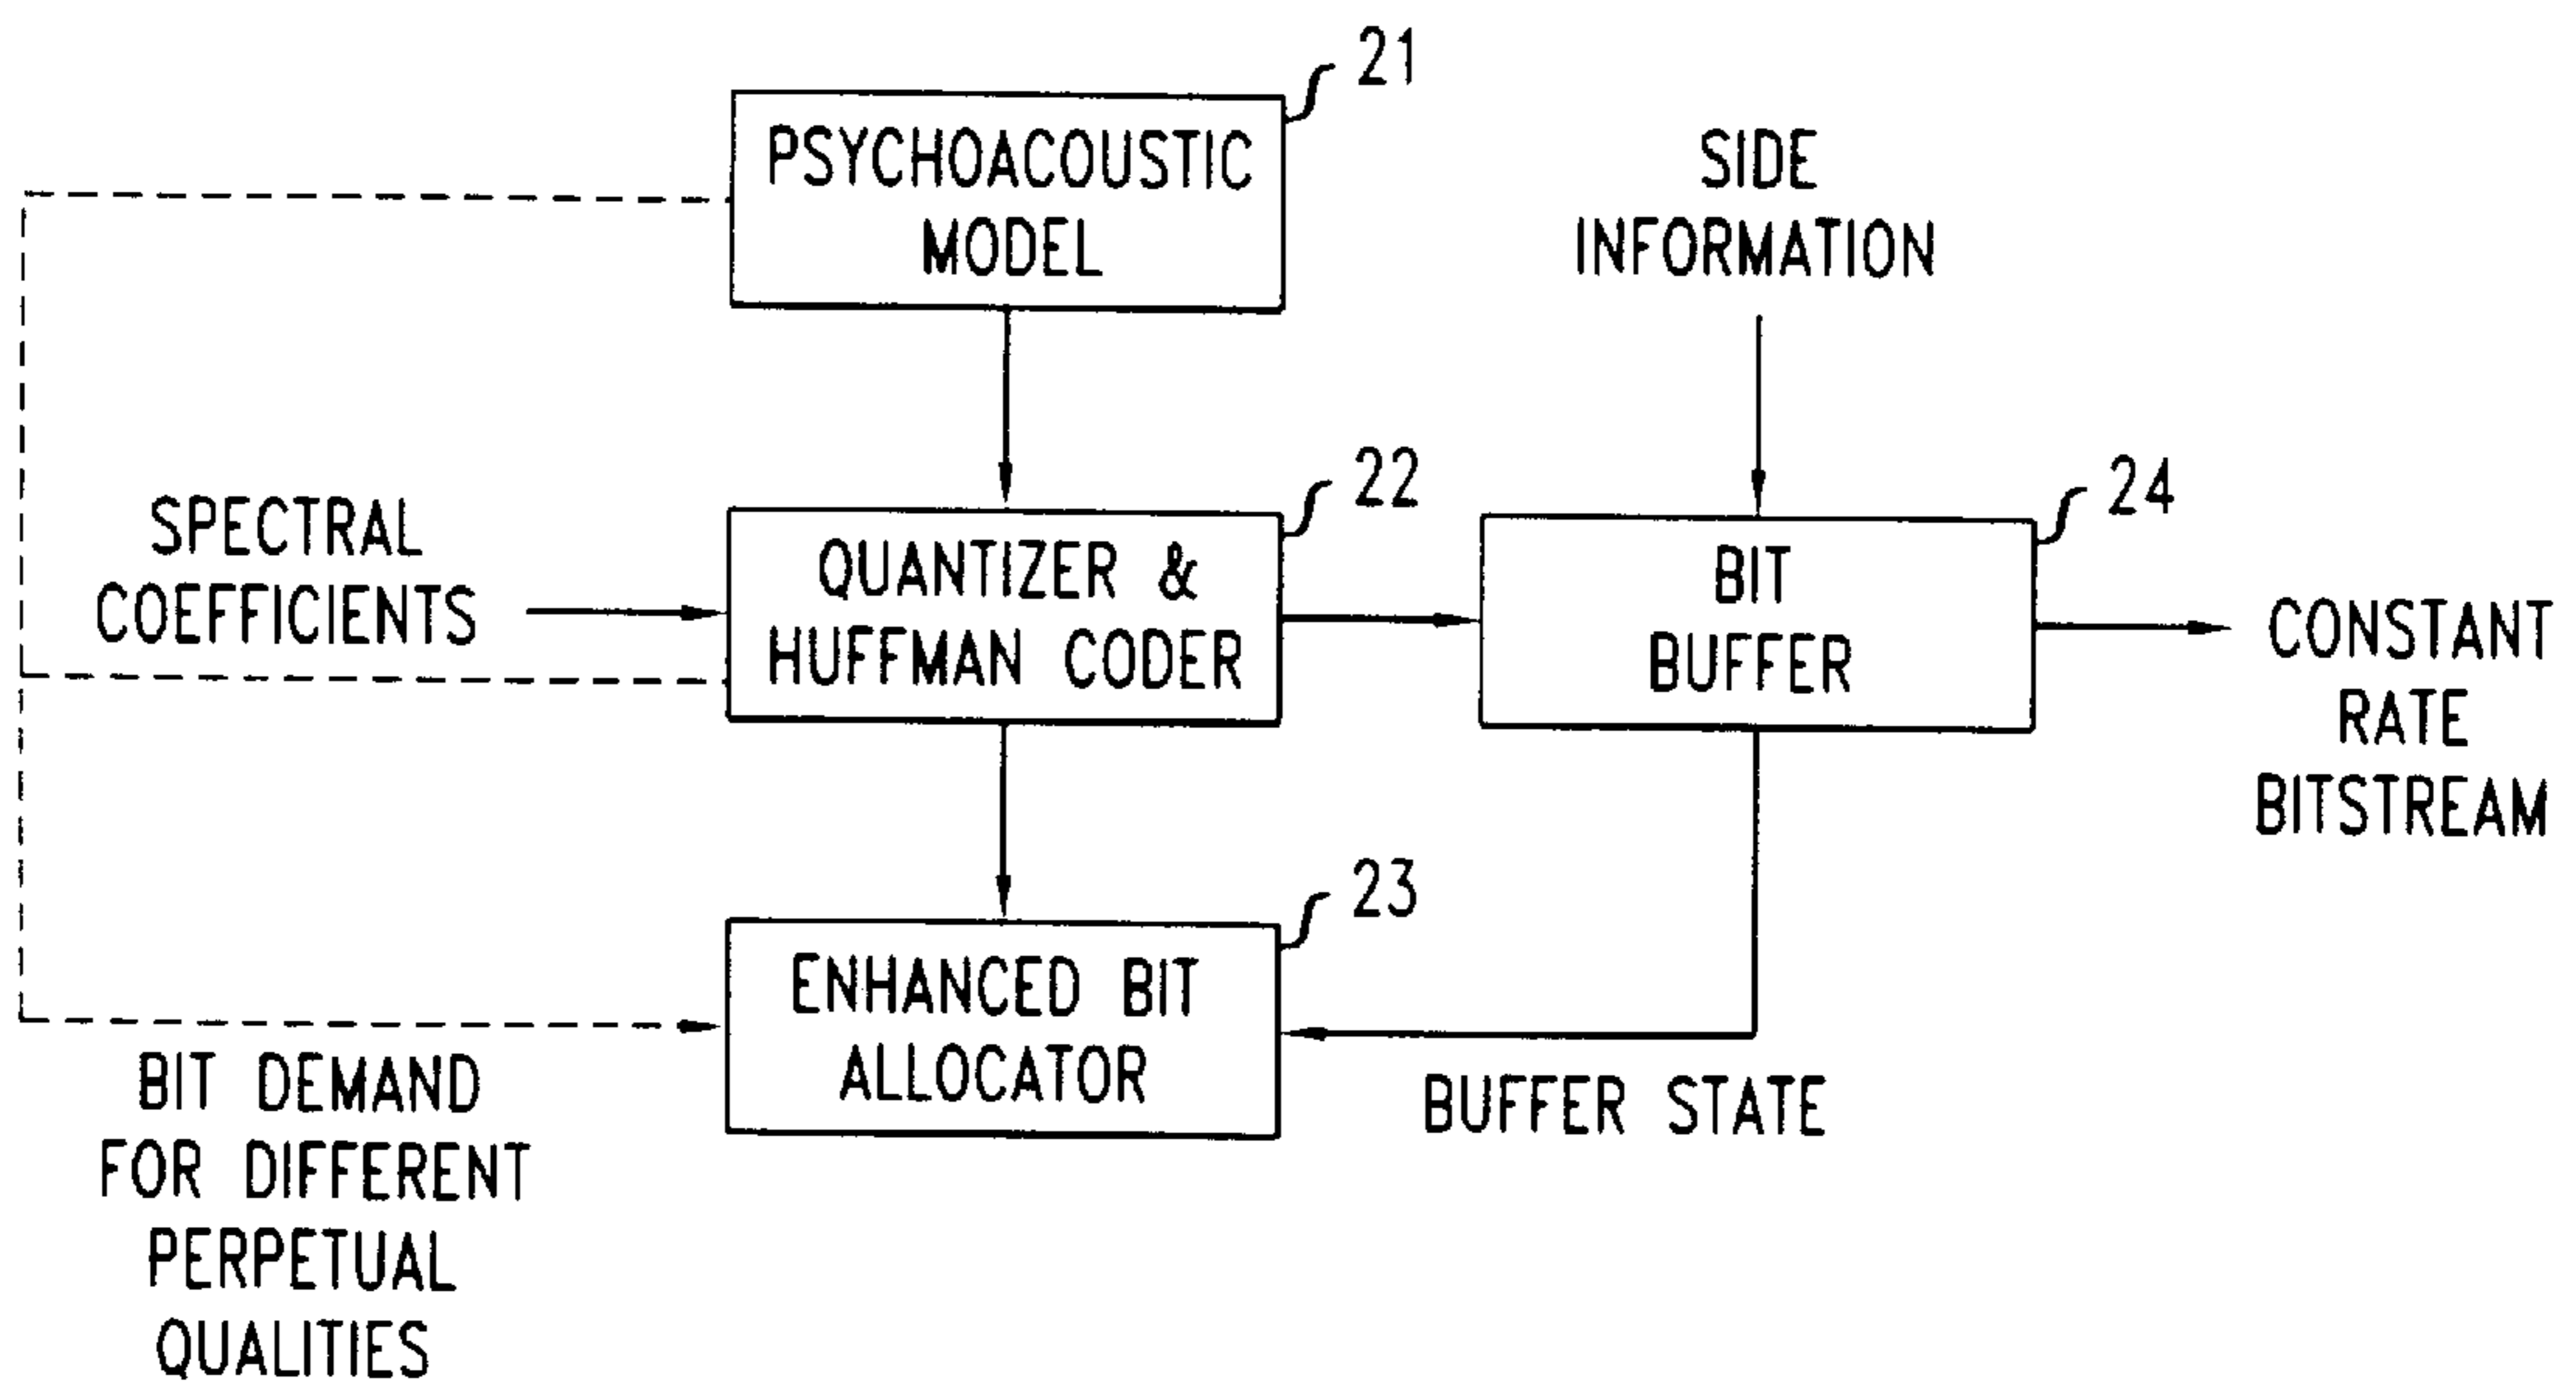 21
PSYCHOACOUSTIC
MODEL
SIDE
INFORMATION
SPECTRAL
COEFFICIENTS
22
QUANTIZER &
HUFFMAN CODER
24
BIT
BUFFER
CONSTANT
RATE
BITSTREAM
23
ENHANCED BIT
ALLOCATOR
BUFFER STATE
BIT DEMAND
FOR DIFFERENT
PERPETUAL
QUALITIES